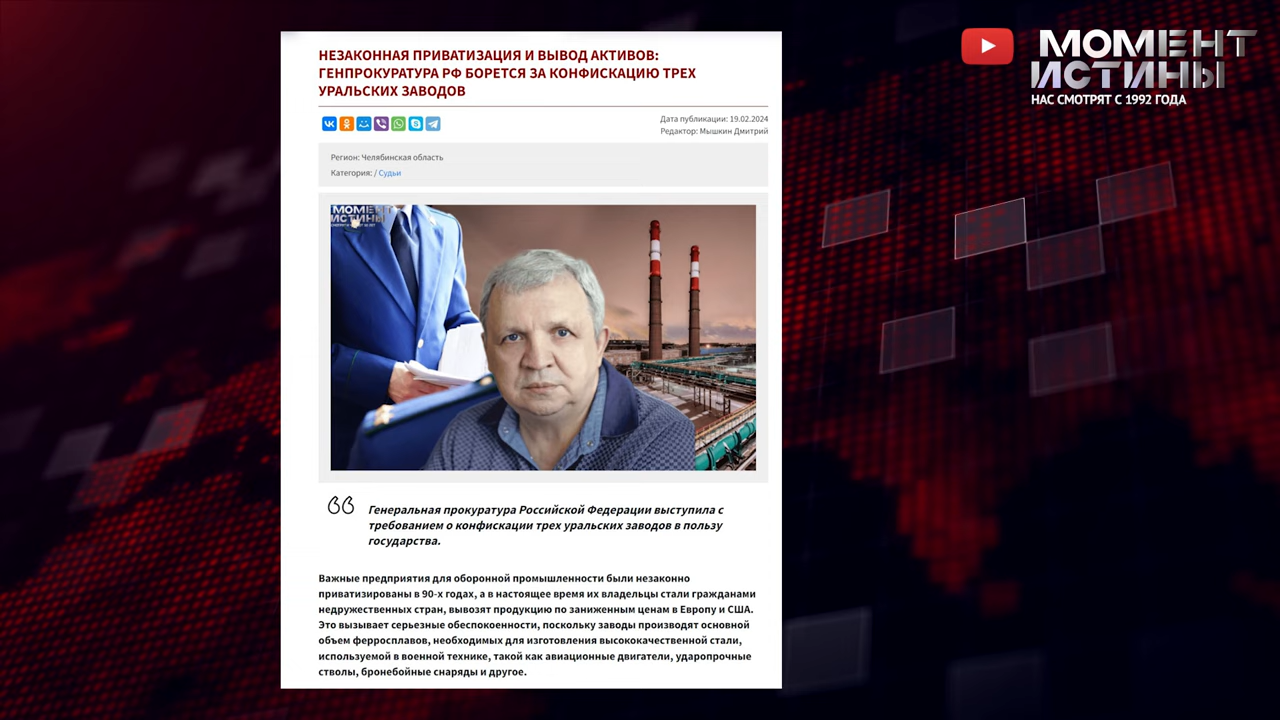 МОМЕНТ
ИСТИНЫ
НАС СМОТРЯТ С 1992 ГОДА
НЕЗАКОННАЯ ПРИВАТИЗАЦИЯ И ВЫВОД АКТИВОВ:
ГЕНПРОКУРАТУРА РФ БОРЕТСЯ ЗА КОНФИСКАЦИЮ ТРЕХ
УРАЛЬСКИХ ЗАВОДОВ
Дата публикации: 19.02.2024
Редактор: Мышкин Дмитрий
Регион: Челябинская область
Категория: / Судьи
МОМЕНТ
ИСТИНЫ
Генеральная прокуратура Российской Федерации выступила с
требованием о конфискации трех уральских заводов в пользу
государства.
Важные предприятия для оборонной промышленности были незаконно
приватизированы в 90-х годах, а в настоящее время их владельцы стали гражданами
недружественных стран, вывозят продукцию по заниженным ценам в Европу и США.
Это вызывает серьезные обеспокоенности, поскольку заводы производят основной
объем ферросплавов, необходимых для изготовления высококачественной стали,
используемой в военной технике, такой как авиационные двигатели, ударопрочные
стволы, бронебойные снаряды и другое.